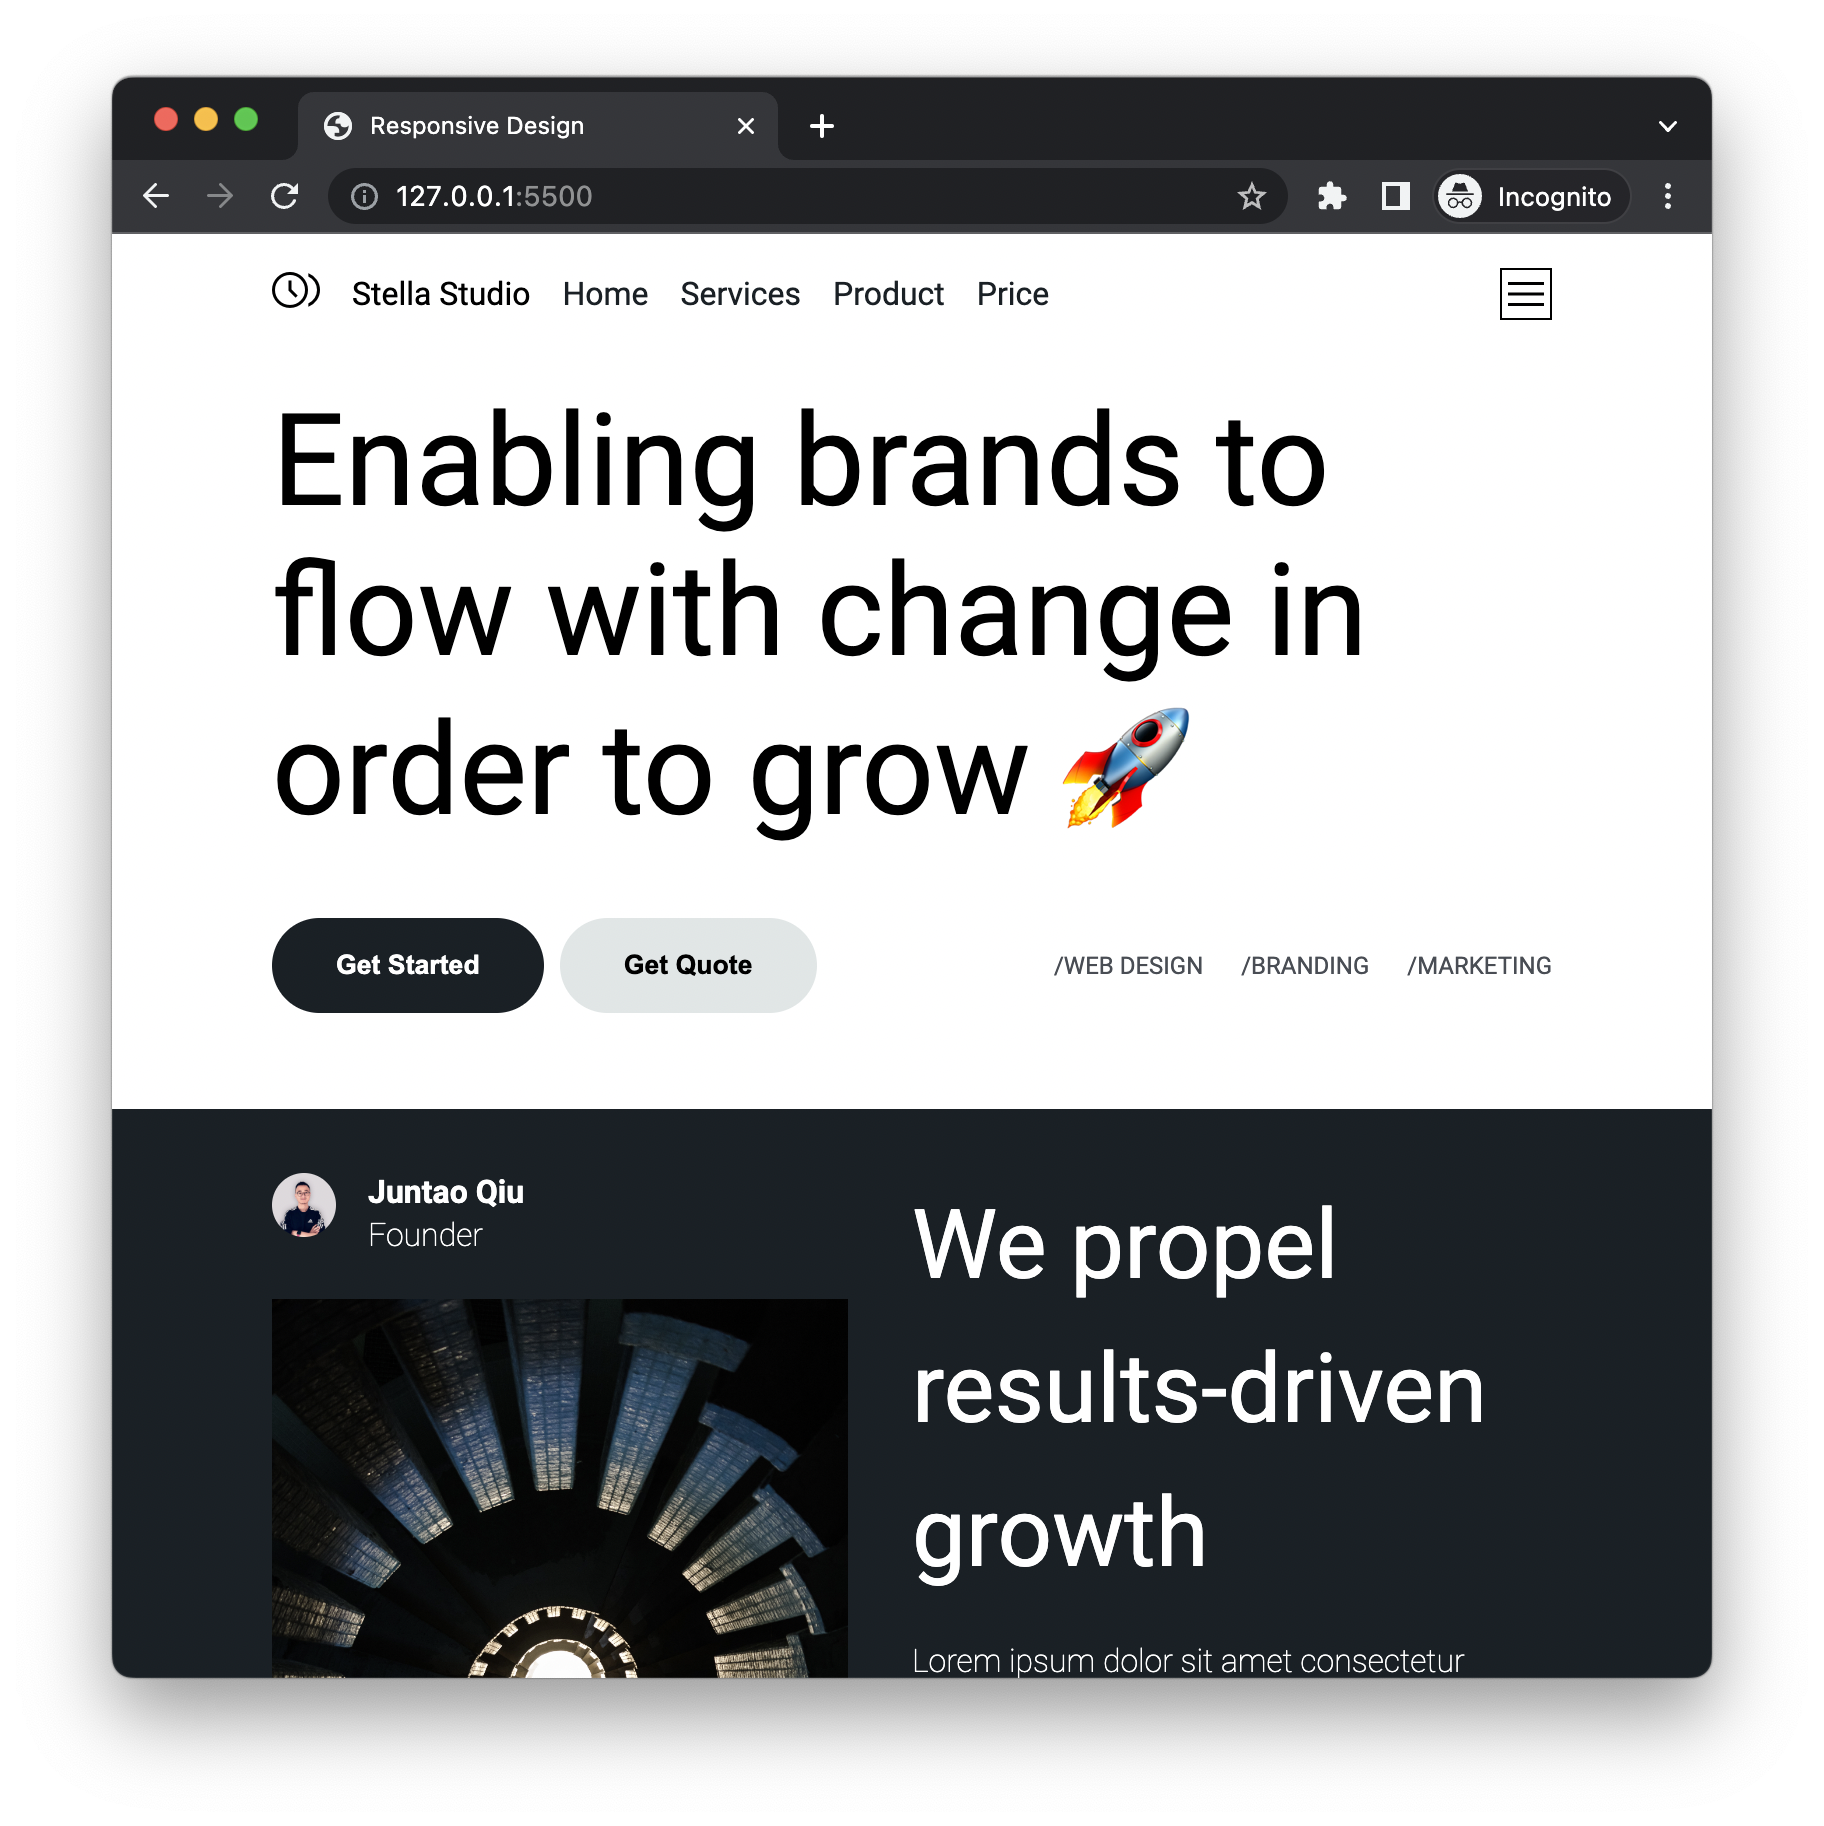 Responsive Design
127.0.0.1:5500
Incognito
Stella Studio Home Services Product Price
Enabling brands to
flow with change in
order to grow 🚀
Get Started Get Quote /WEB DESIGN /BRANDING /MARKETING
Juntao Qiu
Founder
We propel
results-driven
growth
Lorem ipsum dolor sit amet consectetur